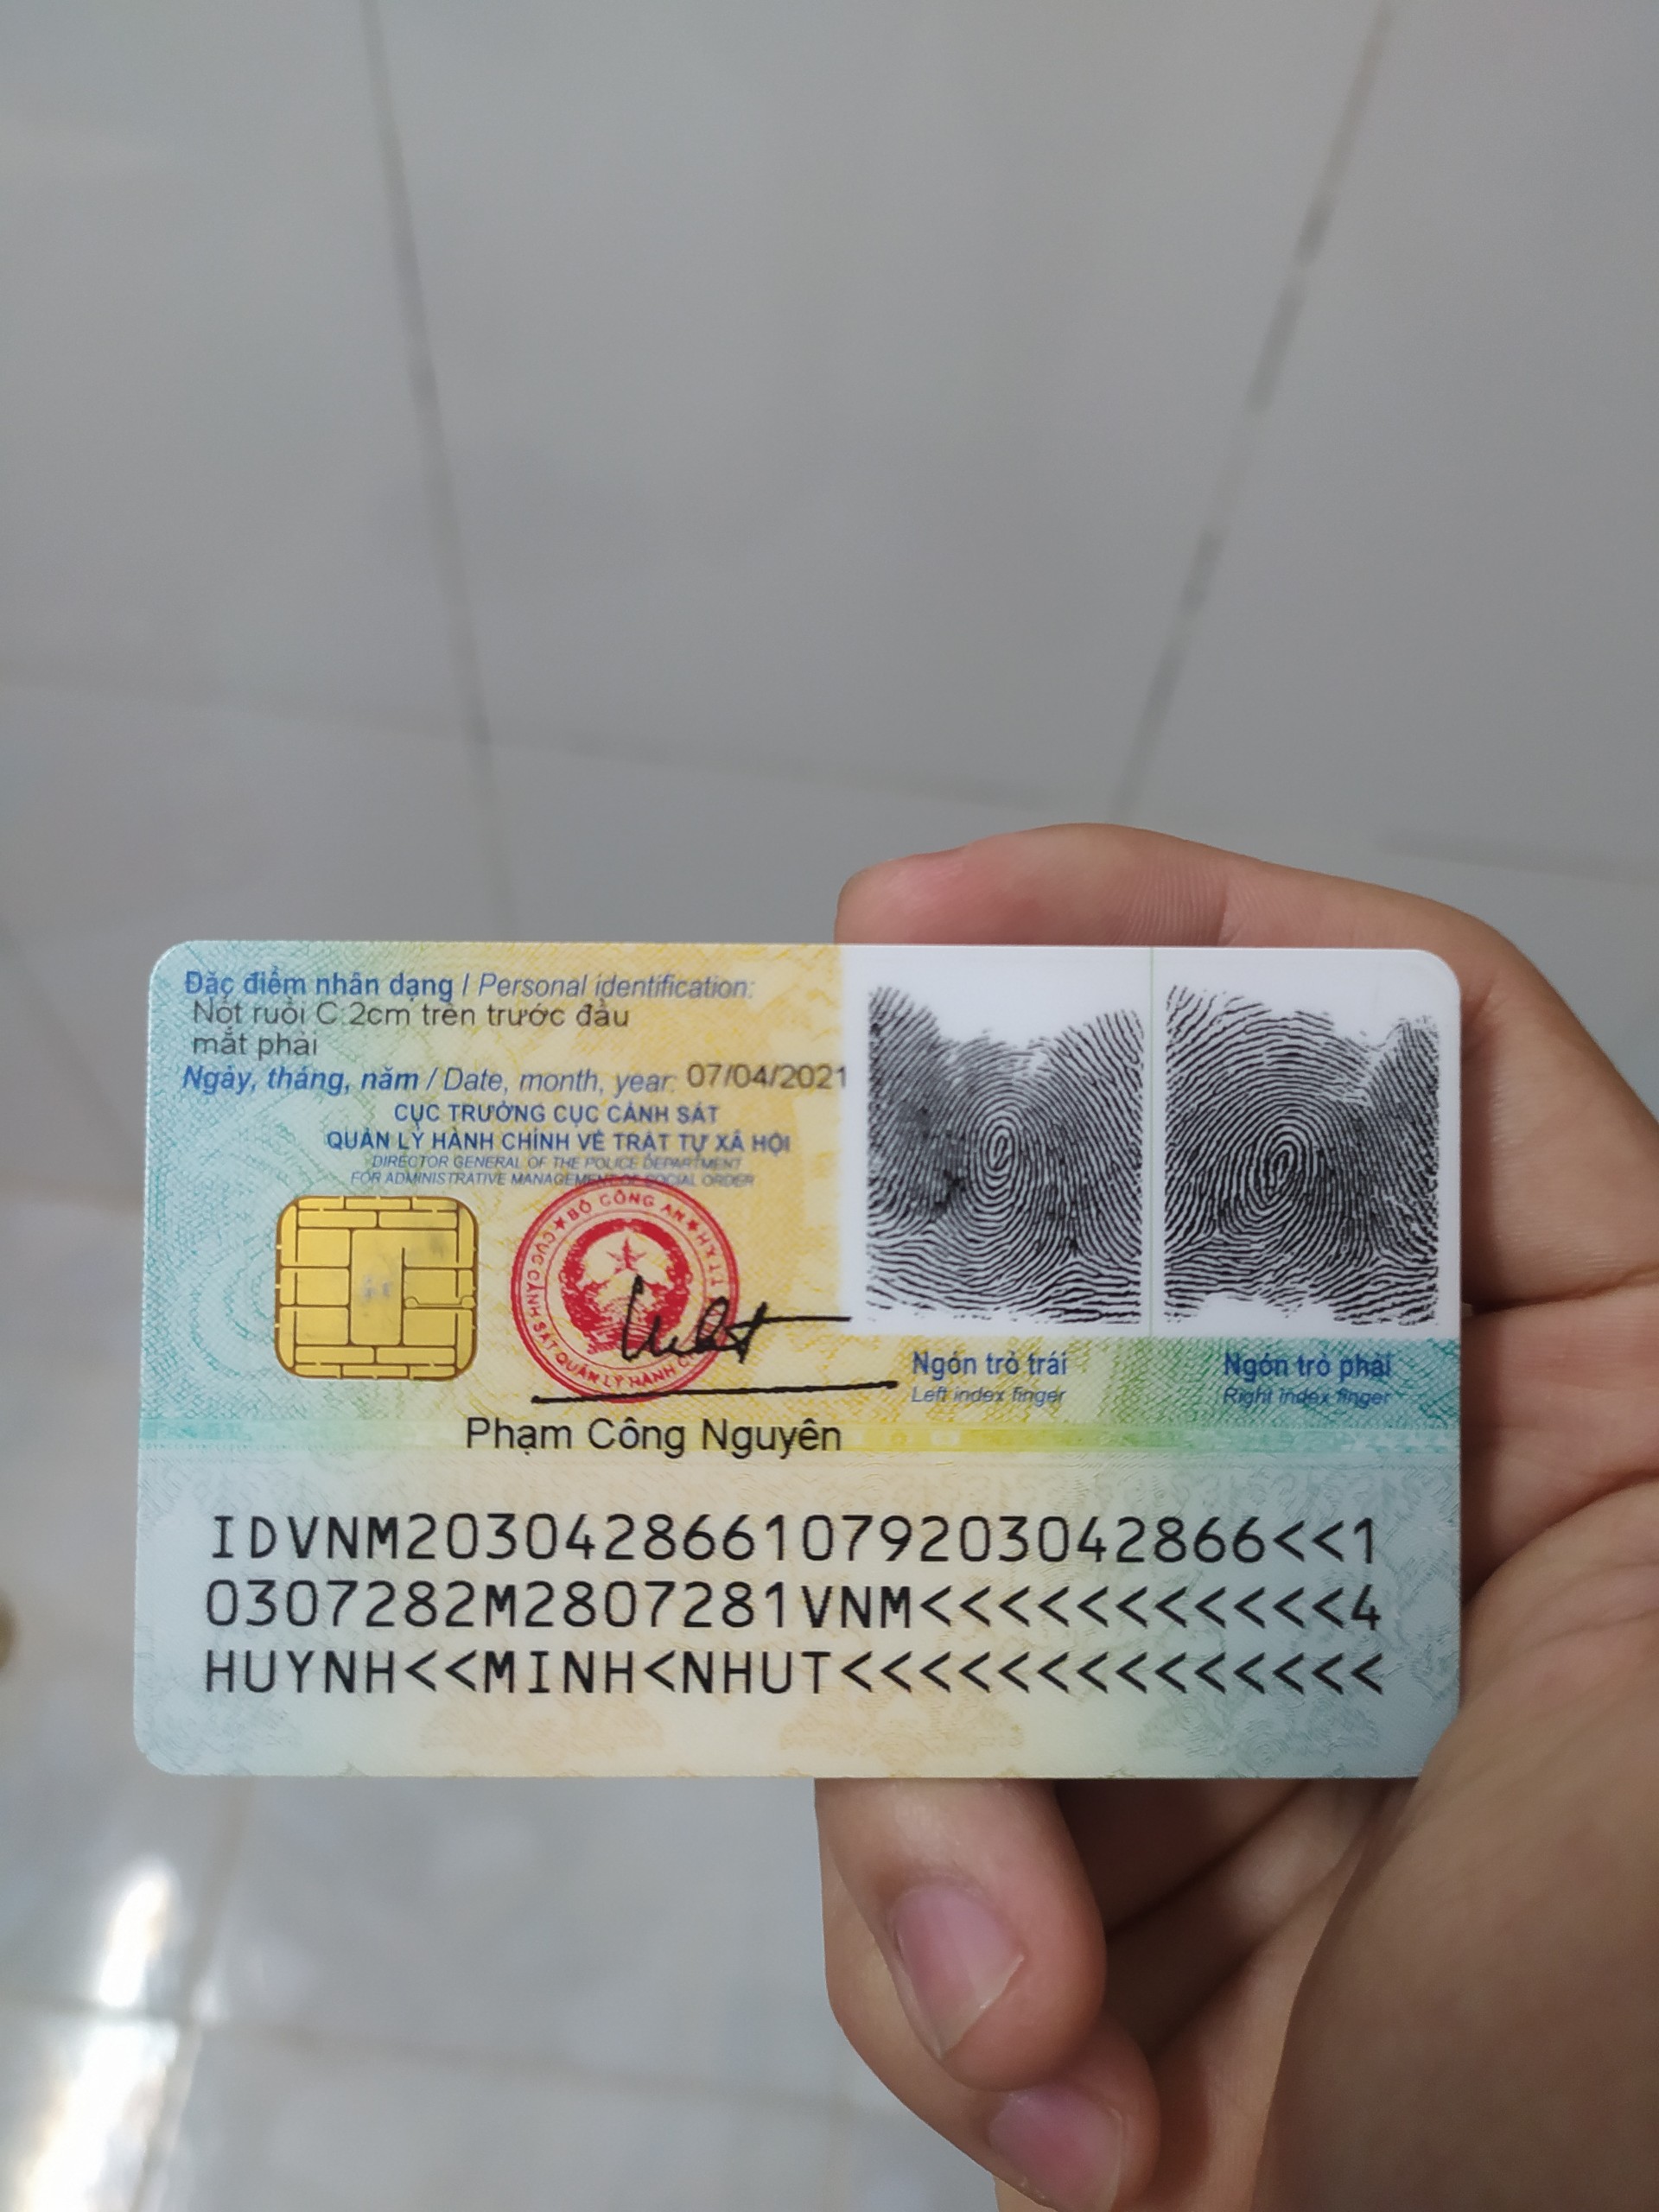 Đặc điểm nhân dạng / Personal identification:
Nốt ruồi C:2cm trên trước đầu
mắt phải
Ngày, tháng, năm / Date, month, year: 07/04/2021
CỤC TRƯỞNG CỤC CẢNH SÁT
QUẢN LÝ HÀNH CHÍNH VỀ TRẬT TỰ XÃ HỘI
DIRECTOR GENERAL OF THE POLICE DEPARTMENT
FOR ADMINISTRATIVE MANAGEMENT OF SOCIAL ORDER
BỘ CÔNG AN
CỤC CẢNH SÁT QUẢN LÝ HÀNH
Phạm Công Nguyên
Ngón trỏ trái
Left index finger
Ngón trỏ phải
Right index finger
IDVNM2030428661079203042866<<1
0307282M2807281VNM<<<<<<<<<<<4
HUYNH<<MINH<NHUT<<<<<<<<<<<<<<